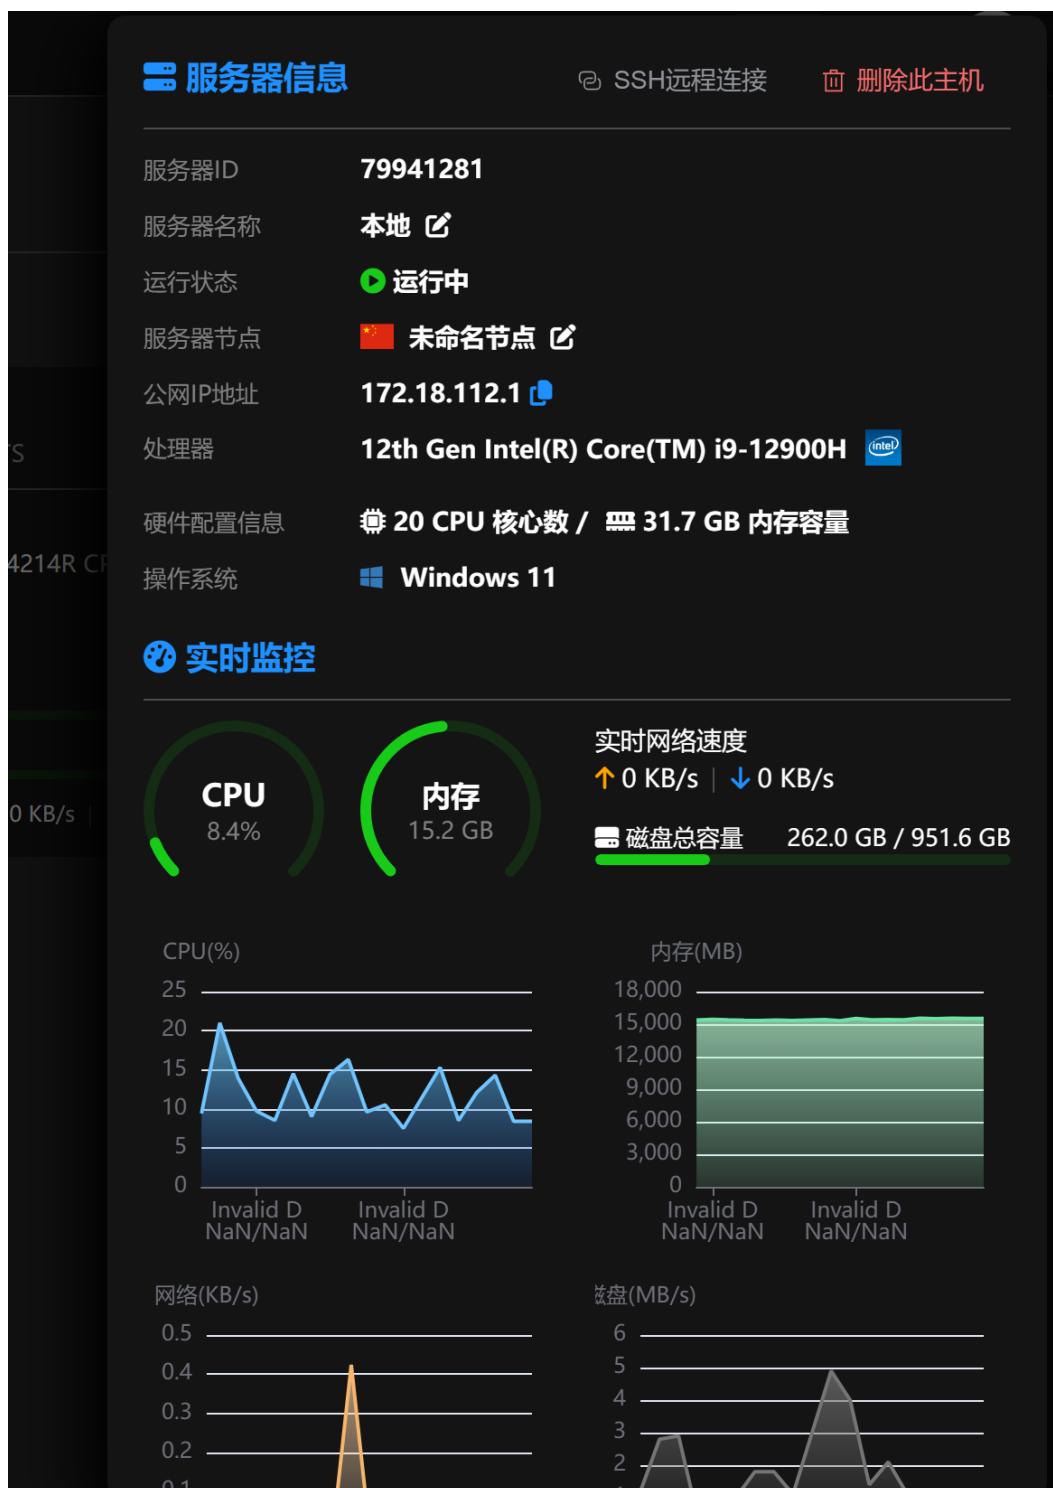 服务器信息
SSH远程连接
删除此主机
服务器ID 79941281
服务器名称 本地
运行状态 运行中
服务器节点 未命名节点
公网IP地址 172.18.112.1
处理器 12th Gen Intel(R) Core(TM) i9-12900H intel
硬件配置信息 20 CPU 核心数 / 31.7 GB 内存容量
操作系统 Windows 11
4214R
0 KB/s
实时监控
CPU
8.4%
内存
15.2 GB
实时网络速度
0 KB/s | 0 KB/s
磁盘总容量 262.0 GB / 951.6 GB
CPU(%)
25
20
15
10
5
0
Invalid D
NaN/NaN
Invalid D
NaN/NaN
内存(MB)
18,000
15,000
12,000
9,000
6,000
3,000
0
Invalid D
NaN/NaN
Invalid D
NaN/NaN
网络(KB/s)
0.5
0.4
0.3
0.2
0.1
磁盘(MB/s)
6
5
4
3
2